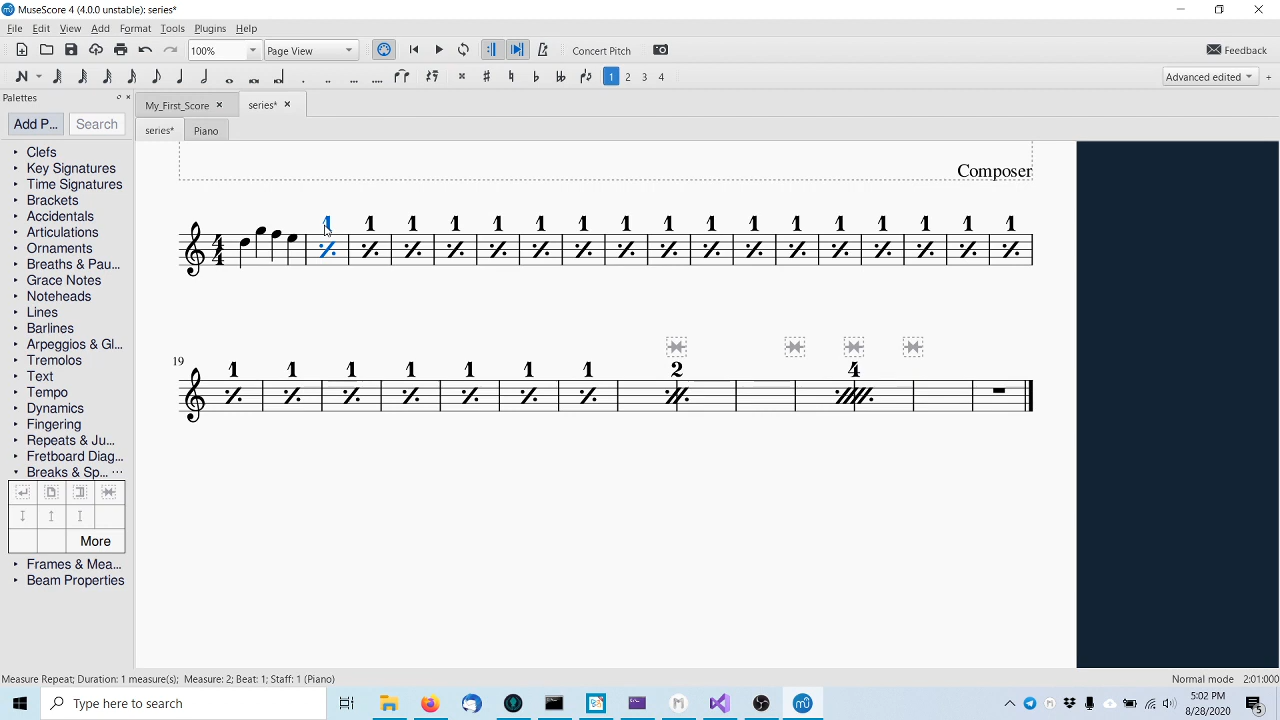 MuseScore 4 (4.0.0 unstable): series*
File Edit View Add Format Tools Plugins Help
100% Page View Concert Pitch Feedback
1 2 3 4 Advanced edited +
Palettes My_First_Score series*
Add P... Search series* Piano
Clefs
Key Signatures
Time Signatures
Brackets
Accidentals
Articulations
Ornaments
Breaths & Pau...
Grace Notes
Noteheads
Lines
Barlines
Arpeggios & Gl...
Tremolos
Text
Tempo
Dynamics
Fingering
Repeats & Ju...
Fretboard Diag...
Breaks & Sp...
More
Frames & Mea...
Beam Properties
Composer
1 1 1 1 1 1 1 1 1 1 1 1 1 1 1 1 1
4
4
19
1 1 1 1 1 1 1 2 4
Measure Repeat; Duration: 1 measure(s); Measure: 2; Beat: 1; Staff: 1 (Piano) Normal mode 2:01:000
Type here to search
5:02 PM
8/28/2020
5